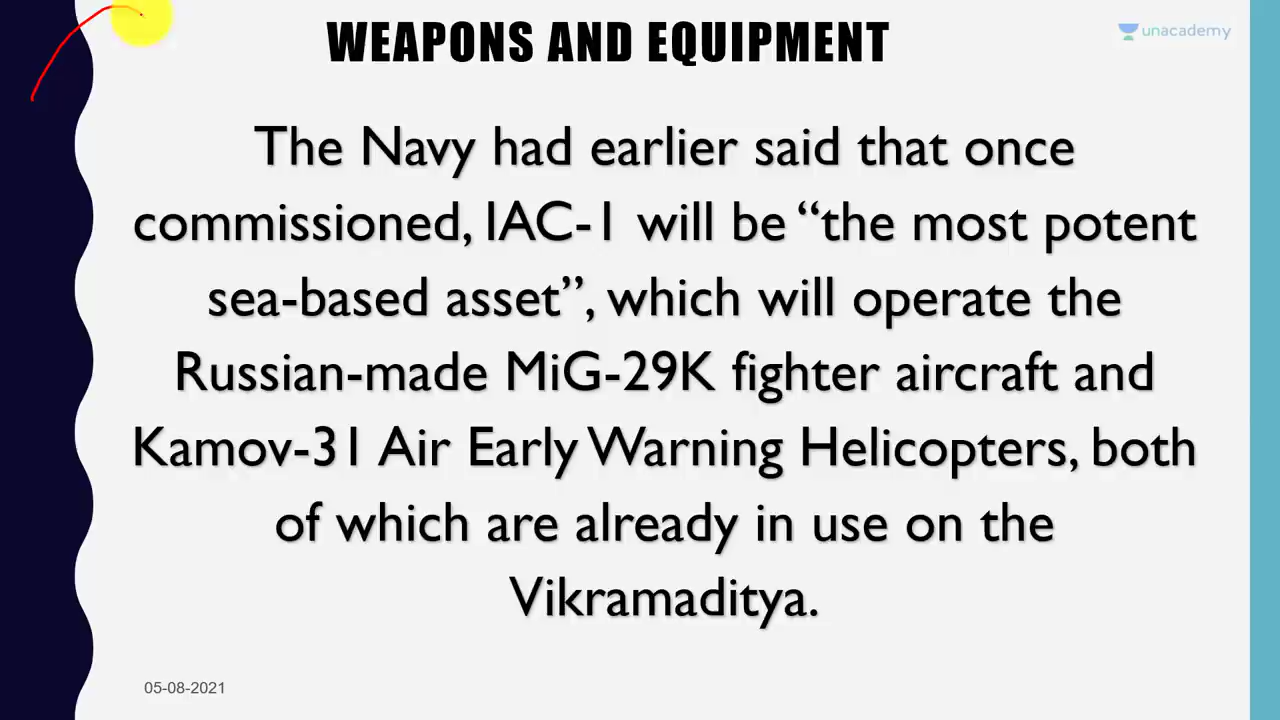 WEAPONS AND EQUIPMENT
unacademy
The Navy had earlier said that once
commissioned, IAC-1 will be “the most potent
sea-based asset”, which will operate the
Russian-made MiG-29K fighter aircraft and
Kamov-31 Air Early Warning Helicopters, both
of which are already in use on the
Vikramaditya.
05-08-2021